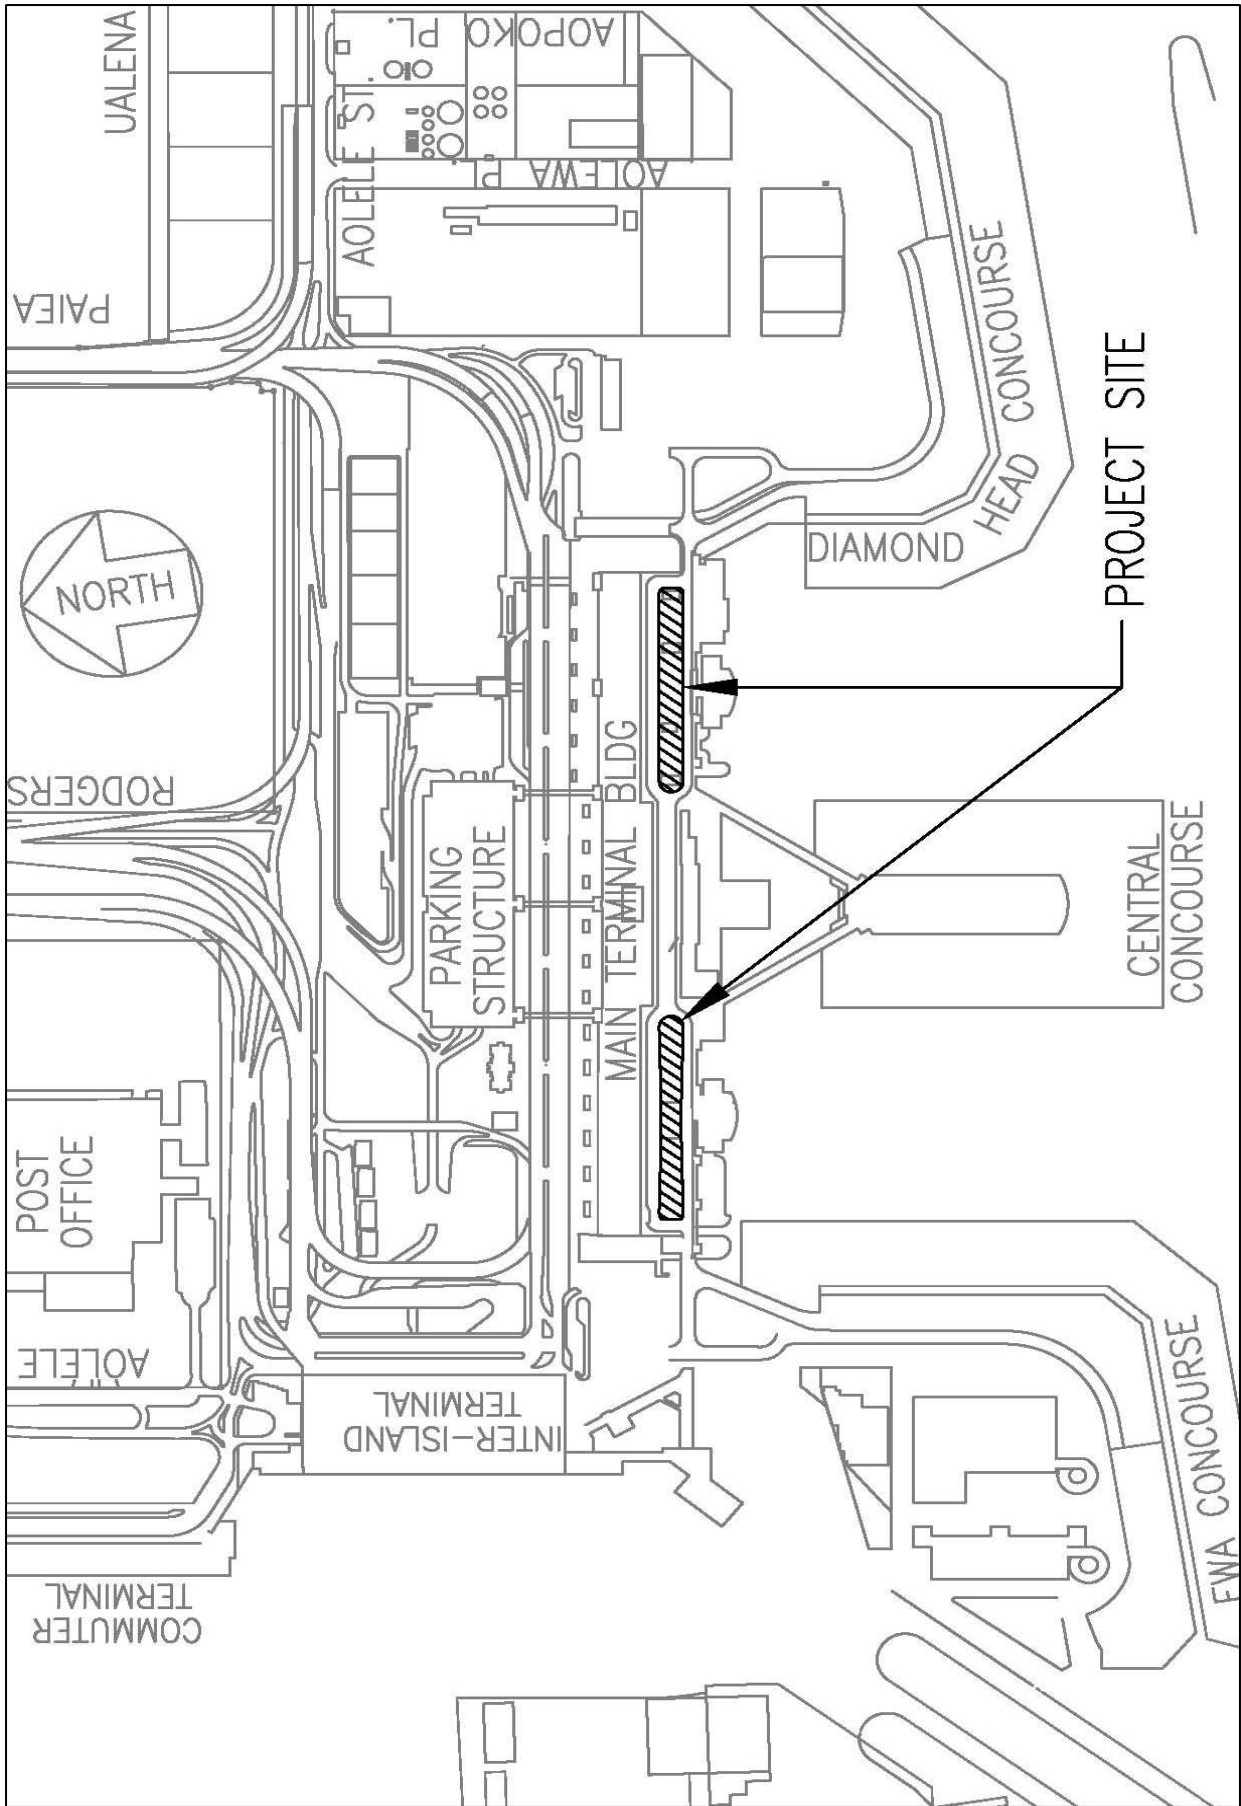 UALENA
AOPOKO PL.
AOLELE ST.
AOLEWA PL
PAIEA
NORTH
RODGERS
DIAMOND
HEAD CONCOURSE
PROJECT SITE
PARKING
STRUCTURE
MAIN TERMINAL BLDG
CENTRAL
CONCOURSE
POST
OFFICE
AOLELE
INTER-ISLAND
TERMINAL
COMMUTER
TERMINAL
EWA CONCOURSE